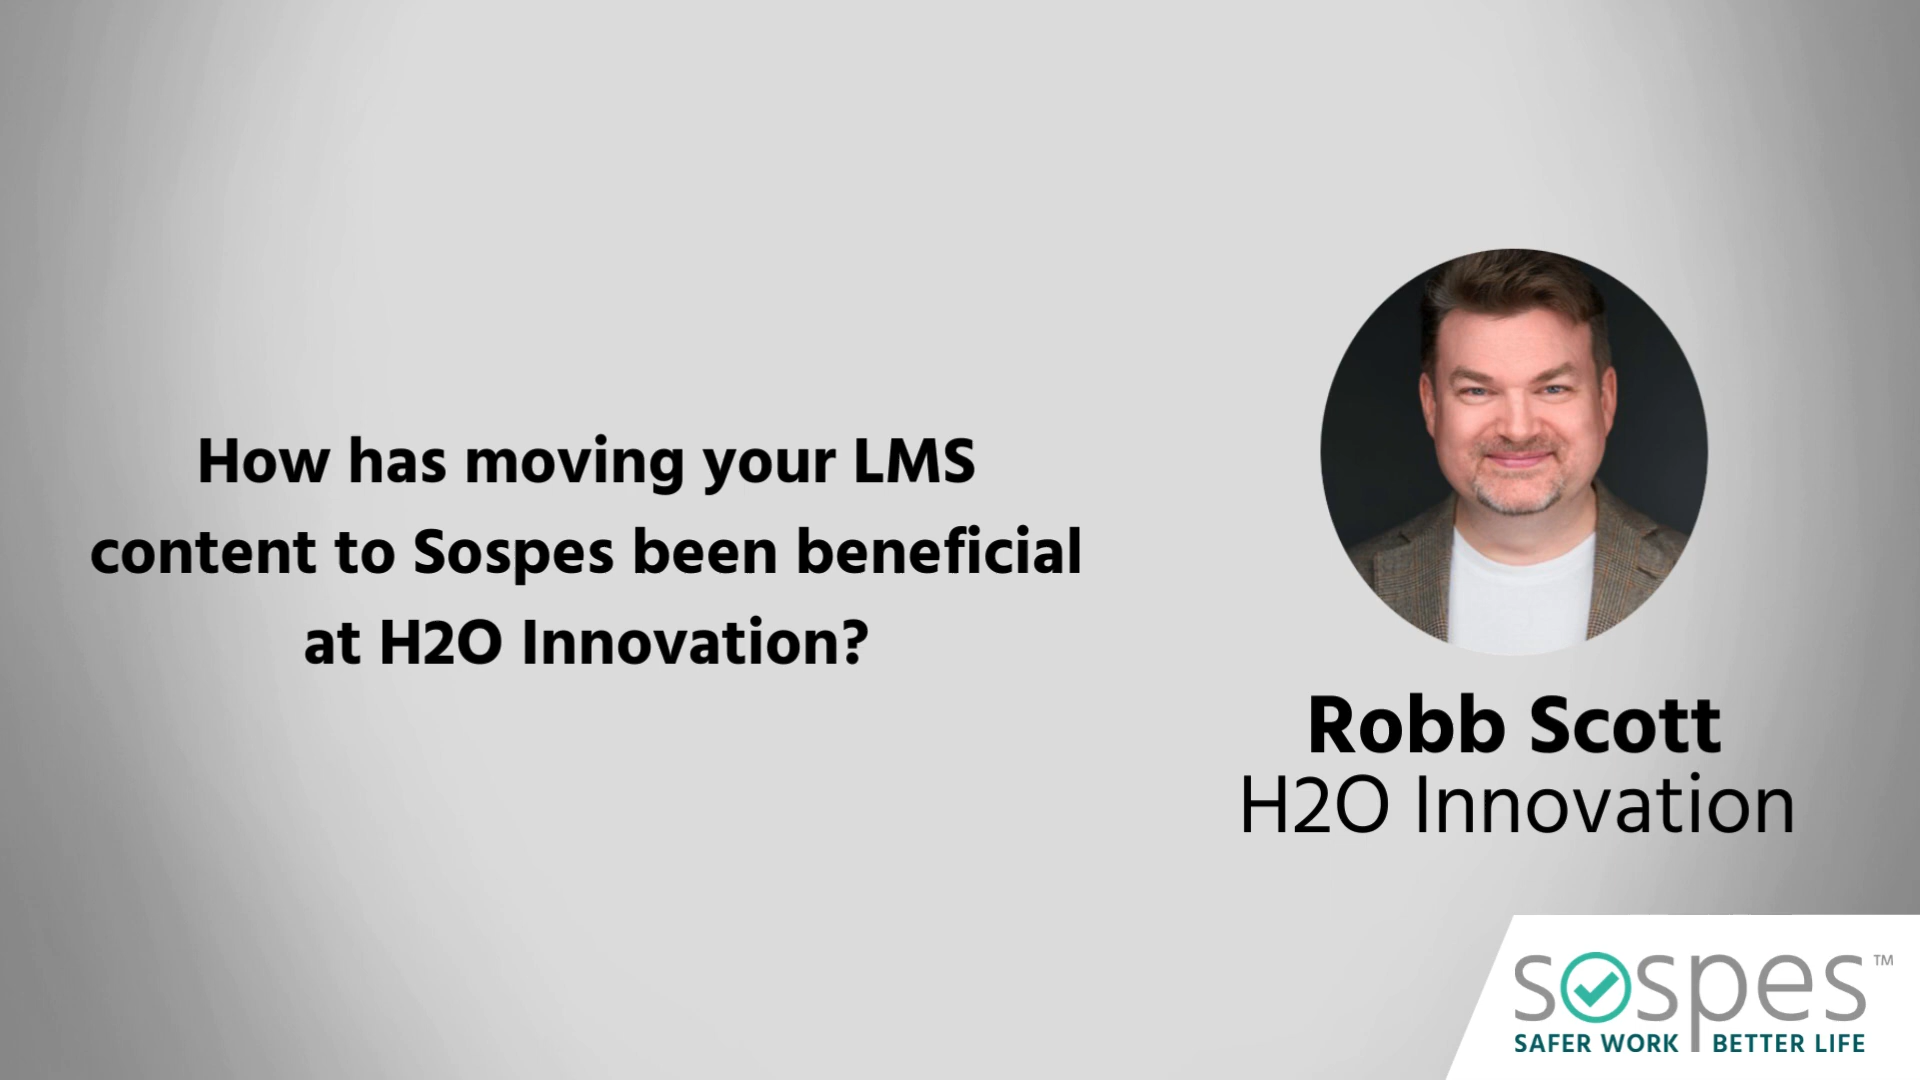 How has moving your LMS
content to Sospes been beneficial
at H2O Innovation?
Robb Scott
H2O Innovation
sospes™
SAFER WORK | BETTER LIFE